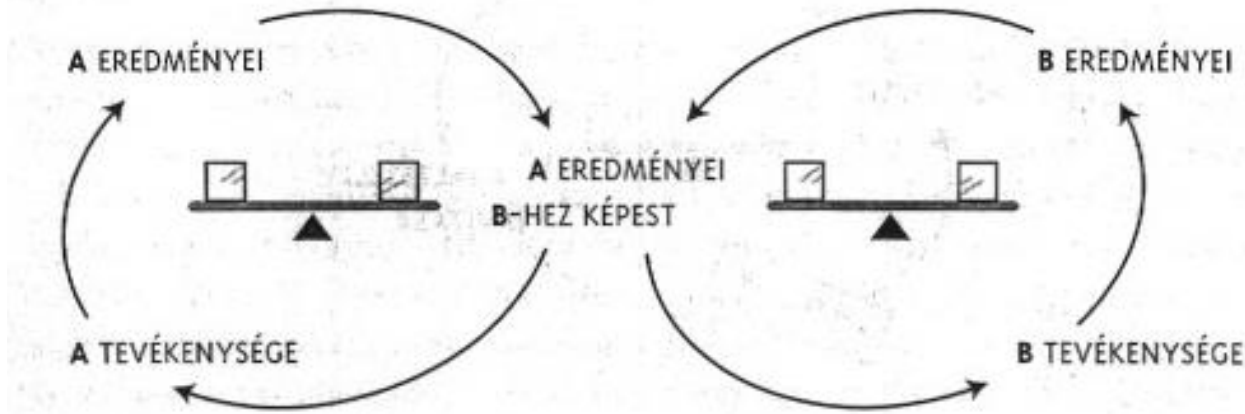 A EREDMÉNYEI
B EREDMÉNYEI
A EREDMÉNYEI
B-HEZ KÉPEST
A TEVÉKENYSÉGE
B TEVÉKENYSÉGE